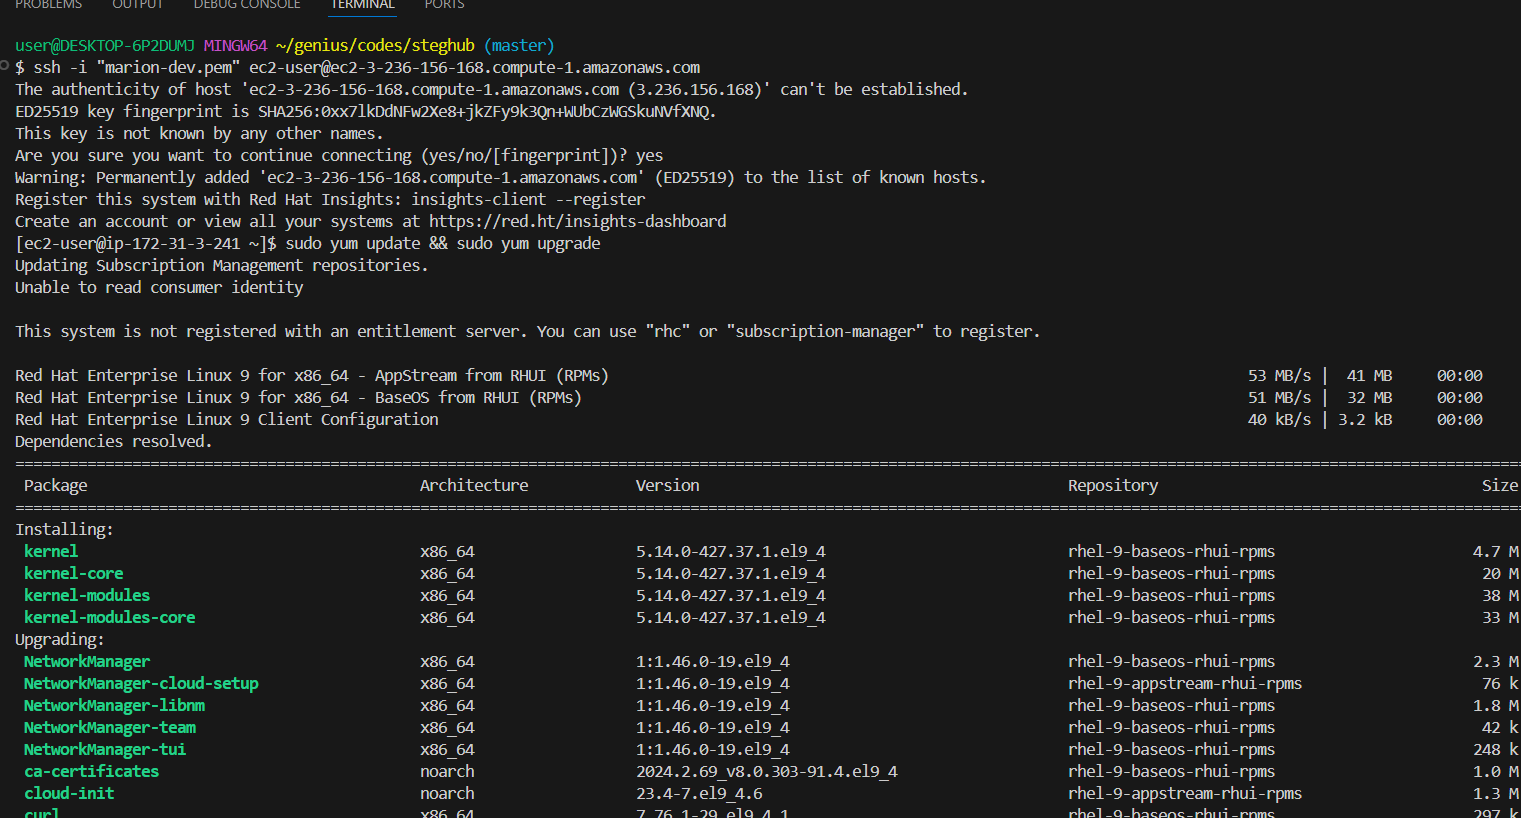 PROBLEMS OUTPUT DEBUG CONSOLE TERMINAL PORTS
user@DESKTOP-6P2DUMJ MINGW64 ~/genius/codes/steghub (master)
$ ssh -i "marion-dev.pem" ec2-user@ec2-3-236-156-168.compute-1.amazonaws.com
The authenticity of host 'ec2-3-236-156-168.compute-1.amazonaws.com (3.236.156.168)' can't be established.
ED25519 key fingerprint is SHA256:0xx7lkDdNFw2Xe8+jkZFy9k3Qn+WUbCzWGSkuNVfXNQ.
This key is not known by any other names.
Are you sure you want to continue connecting (yes/no/[fingerprint])? yes
Warning: Permanently added 'ec2-3-236-156-168.compute-1.amazonaws.com' (ED25519) to the list of known hosts.
Register this system with Red Hat Insights: insights-client --register
Create an account or view all your systems at https://red.ht/insights-dashboard
[ec2-user@ip-172-31-3-241 ~]$ sudo yum update && sudo yum upgrade
Updating Subscription Management repositories.
Unable to read consumer identity
This system is not registered with an entitlement server. You can use "rhc" or "subscription-manager" to register.
Red Hat Enterprise Linux 9 for x86_64 - AppStream from RHUI (RPMs) 53 MB/s | 41 MB 00:00
Red Hat Enterprise Linux 9 for x86_64 - BaseOS from RHUI (RPMs) 51 MB/s | 32 MB 00:00
Red Hat Enterprise Linux 9 Client Configuration 40 kB/s | 3.2 kB 00:00
Dependencies resolved.
Package Architecture Version Repository Size
Installing:
kernel x86_64 5.14.0-427.37.1.el9_4 rhel-9-baseos-rhui-rpms 4.7 M
kernel-core x86_64 5.14.0-427.37.1.el9_4 rhel-9-baseos-rhui-rpms 20 M
kernel-modules x86_64 5.14.0-427.37.1.el9_4 rhel-9-baseos-rhui-rpms 38 M
kernel-modules-core x86_64 5.14.0-427.37.1.el9_4 rhel-9-baseos-rhui-rpms 33 M
Upgrading:
NetworkManager x86_64 1:1.46.0-19.el9_4 rhel-9-baseos-rhui-rpms 2.3 M
NetworkManager-cloud-setup x86_64 1:1.46.0-19.el9_4 rhel-9-appstream-rhui-rpms 76 k
NetworkManager-libnm x86_64 1:1.46.0-19.el9_4 rhel-9-baseos-rhui-rpms 1.8 M
NetworkManager-team x86_64 1:1.46.0-19.el9_4 rhel-9-baseos-rhui-rpms 42 k
NetworkManager-tui x86_64 1:1.46.0-19.el9_4 rhel-9-baseos-rhui-rpms 248 k
ca-certificates noarch 2024.2.69_v8.0.303-91.4.el9_4 rhel-9-baseos-rhui-rpms 1.0 M
cloud-init noarch 23.4-7.el9_4.6 rhel-9-appstream-rhui-rpms 1.3 M
curl x86_64 7.76.1-29.el9_4.1 rhel-9-baseos-rhui-rpms 297 k